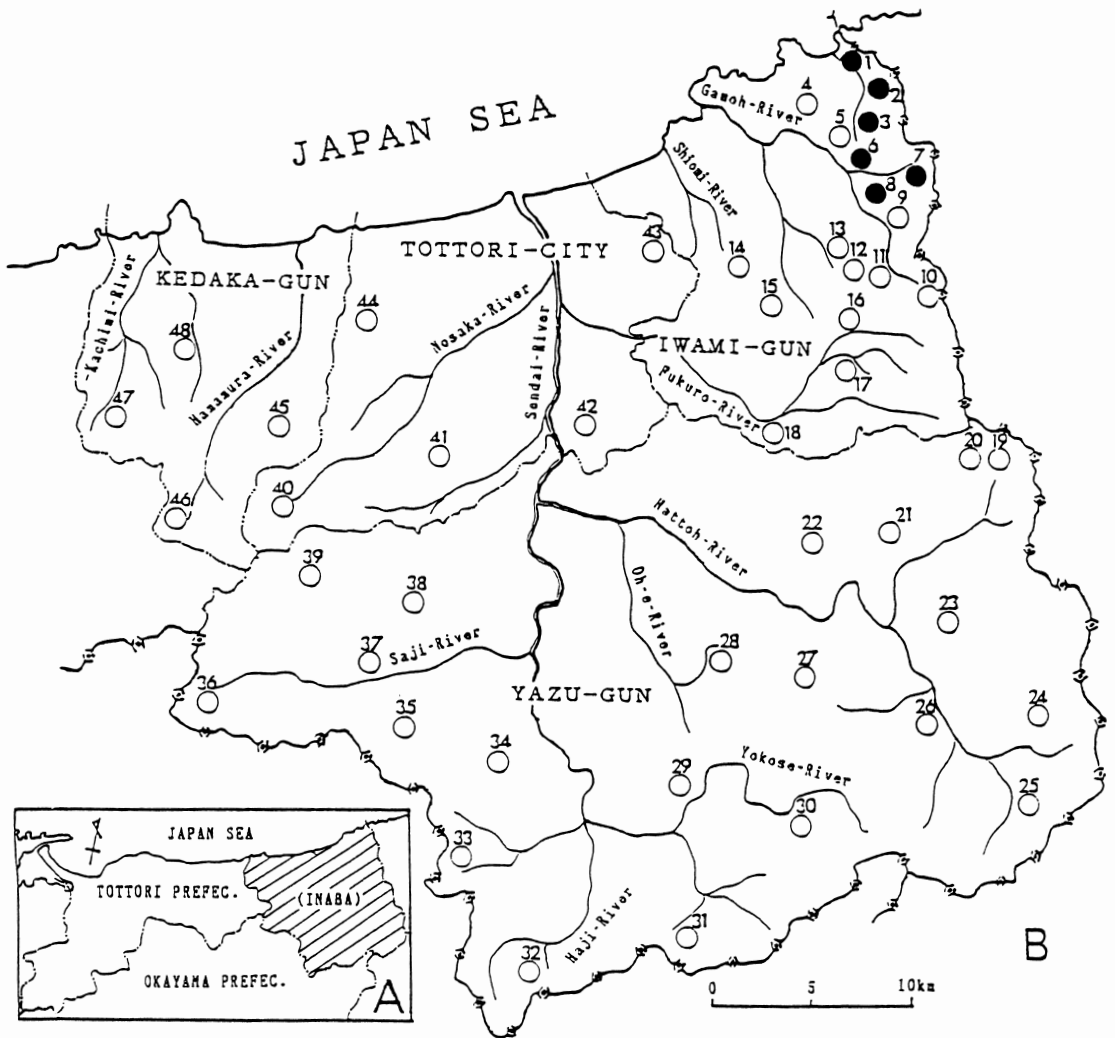 JAPAN SEA
1
2
3
4
5
6
7
8
9
10
11
12
13
14
15
16
17
18
19
20
21
22
23
24
25
26
27
28
29
30
31
32
33
34
35
36
37
38
39
40
41
42
43
44
45
46
47
48
Gamoh-River
Shiomi-River
TOTTORI-CITY
KEDAKA-GUN
Kachimi-River
Hamamura-River
Nosaka-River
Sendai-River
IWAMI-GUN
Fukuro-River
Hattoh-River
Oh-e-River
Saji-River
YAZU-GUN
Yokose-River
Haji-River
JAPAN SEA
TOTTORI PREFEC.
(INABA)
OKAYAMA PREFEC.
A
B
0 5 10km